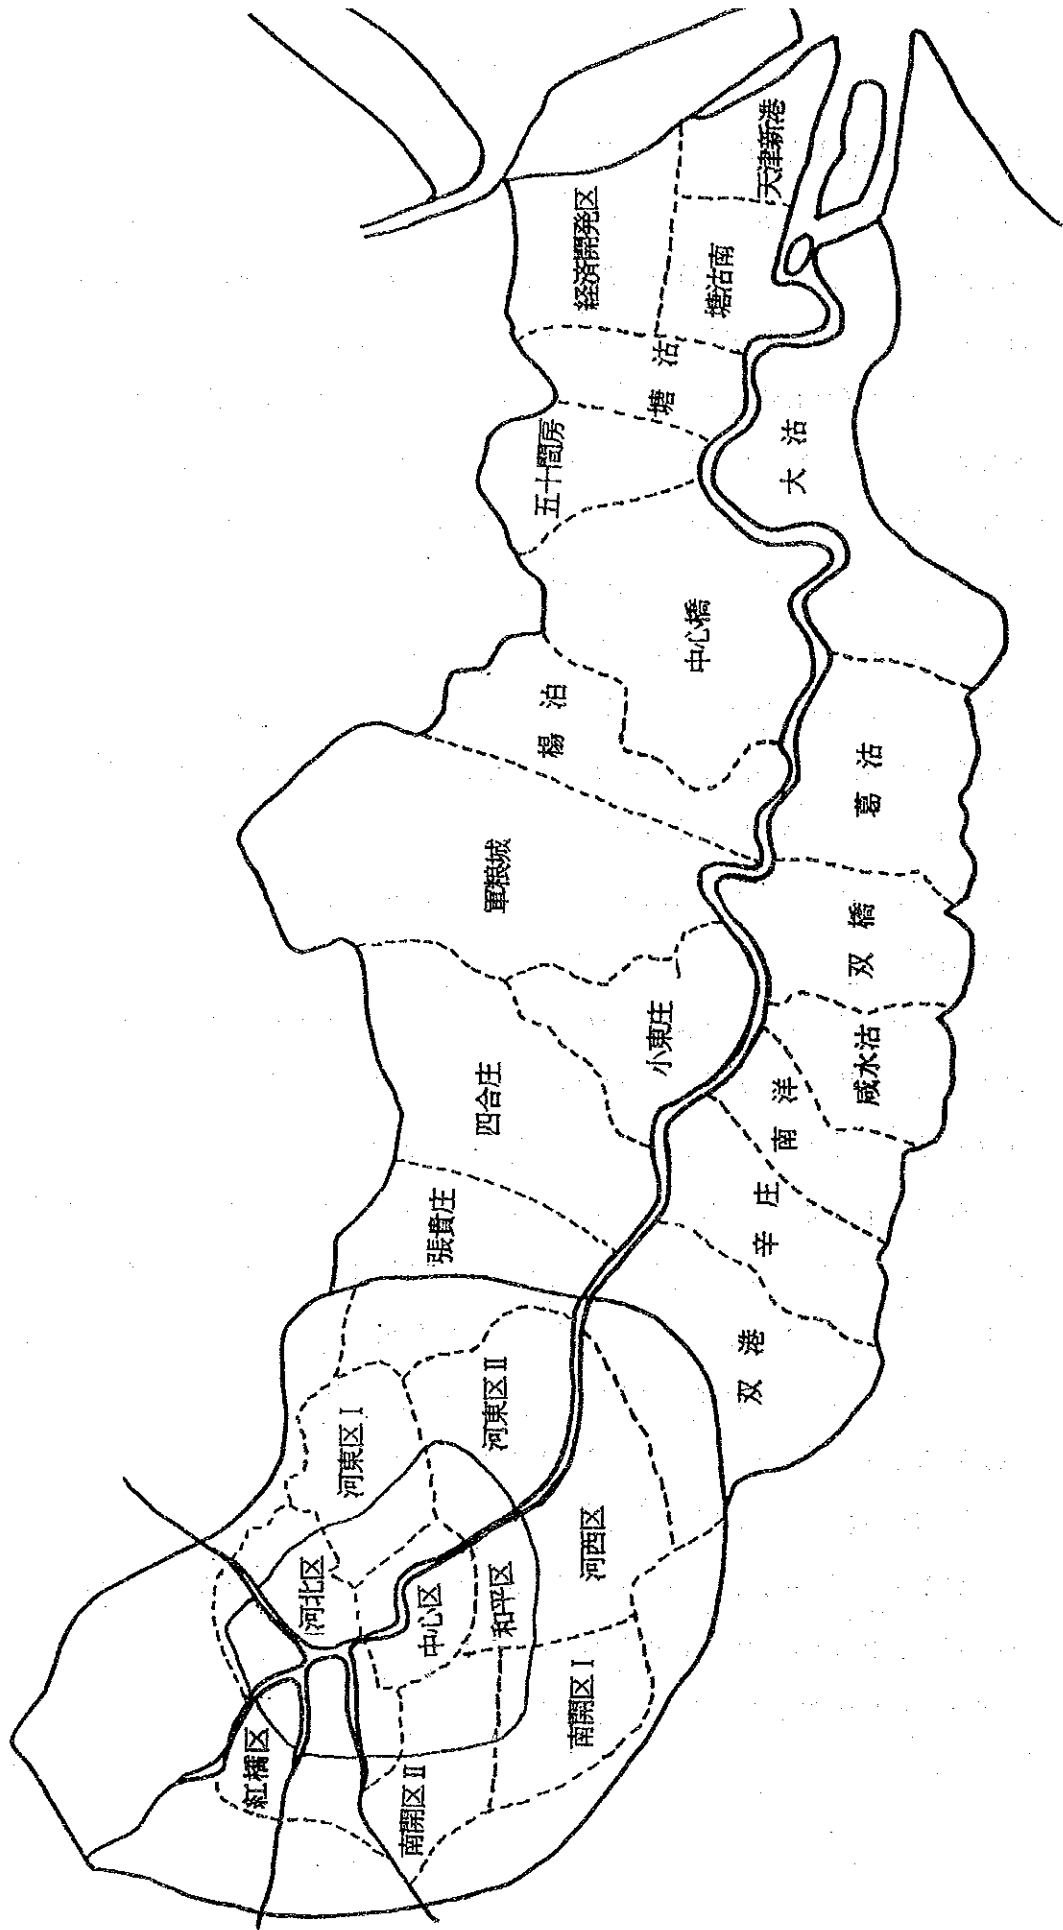 天津新港
経済開発区
塘沽南
塘沽
五十間房
大沽
中心橋
楊泊
葛沽
軍粮城
双橋
小東庄
咸水沽
四合庄
南洋
張貴庄
辛庄
双港
河東区Ⅰ
河東区Ⅱ
河北区
中心区
和平区
河西区
紅橋区
南開区Ⅰ
南開区Ⅱ